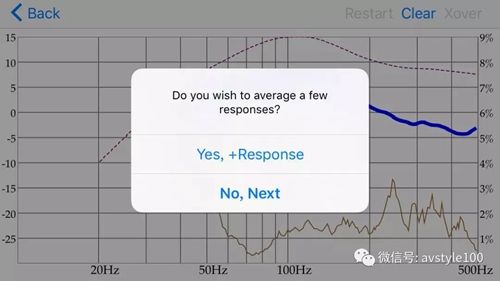 Back
Restart Clear Xover
15 9%
10 8%
5 7%
0 6%
-5 5%
-10 4%
-15 3%
-20 2%
-25 1%
Do you wish to average a few
responses?
Yes, +Response
No, Next
微信号: avstyle100
20Hz 50Hz 100Hz 500Hz